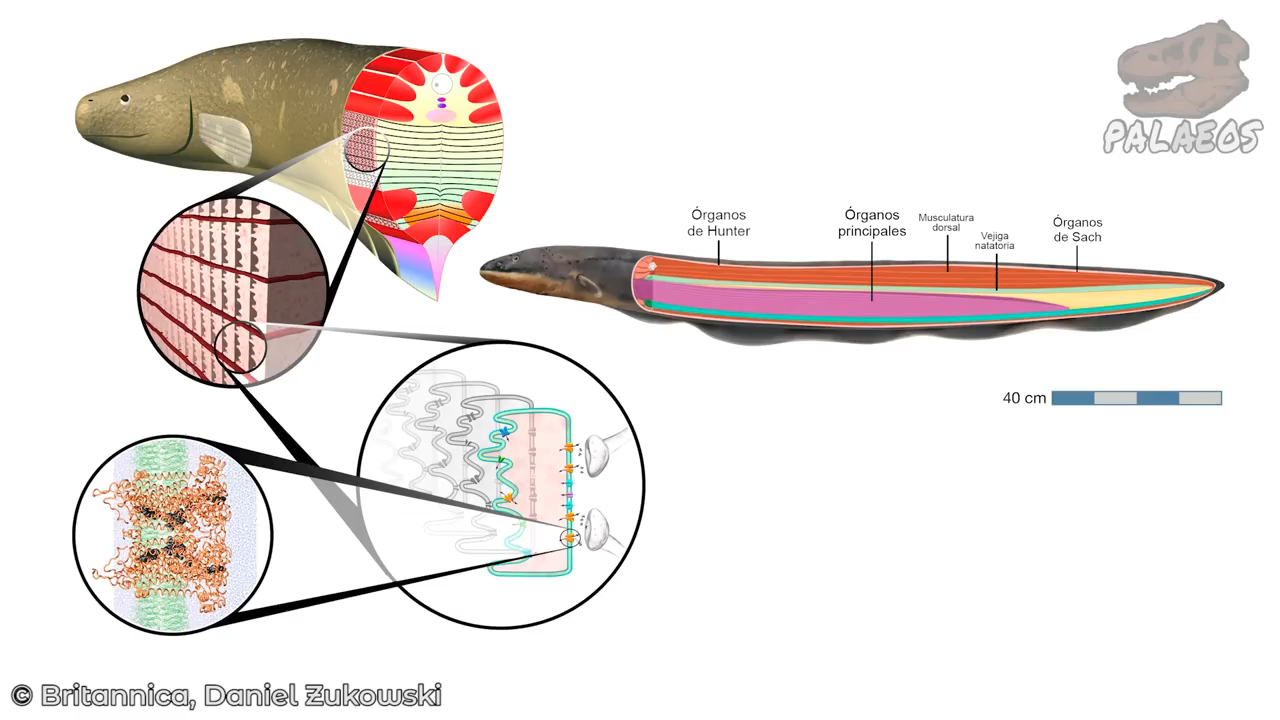 PALAEOS
Órganos
de Hunter
Órganos
principales
Musculatura
dorsal
Vejiga
natatoria
Órganos
de Sach
40 cm
© Britannica, Daniel Zukowski